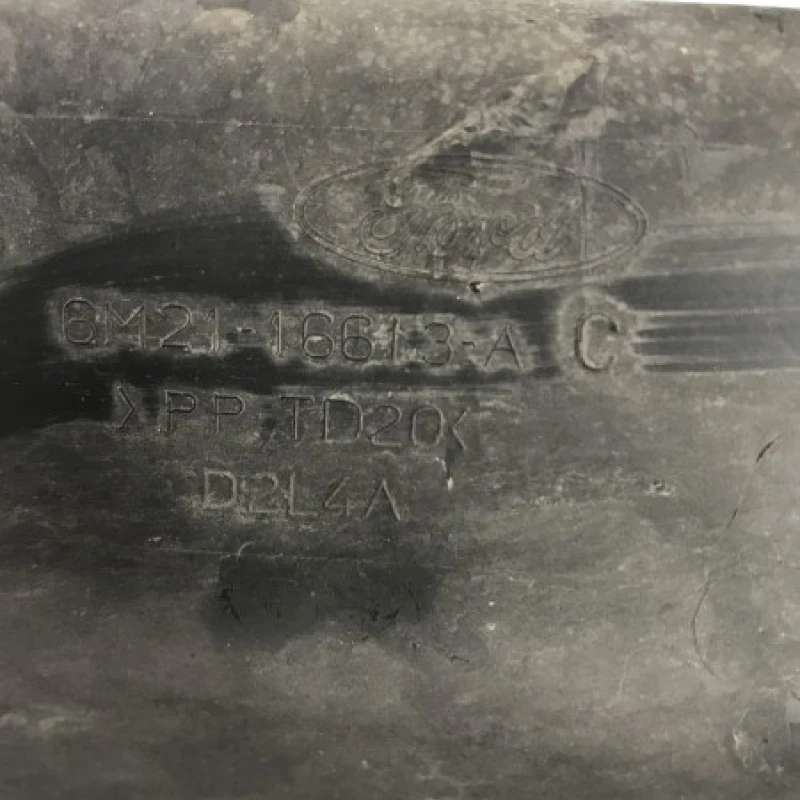 Ford
6M21-16613-A C
>PP TD20<
D2L4A